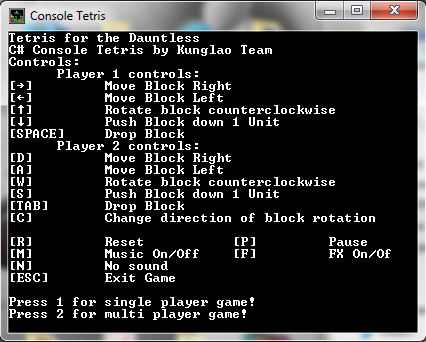 Console Tetris
Tetris for the Dauntless
C# Console Tetris by Kunglao Team
Controls:
Player 1 controls:
[→] Move Block Right
[←] Move Block Left
[↑] Rotate block counterclockwise
[↓] Push Block down 1 Unit
[SPACE] Drop Block
Player 2 controls:
[D] Move Block Right
[A] Move Block Left
[W] Rotate block counterclockwise
[S] Push Block down 1 Unit
[TAB] Drop Block
[C] Change direction of block rotation
[R] Reset [P] Pause
[M] Music On/Off [F] FX On/Of
[N] No sound
[ESC] Exit Game
Press 1 for single player game!
Press 2 for multi player game!